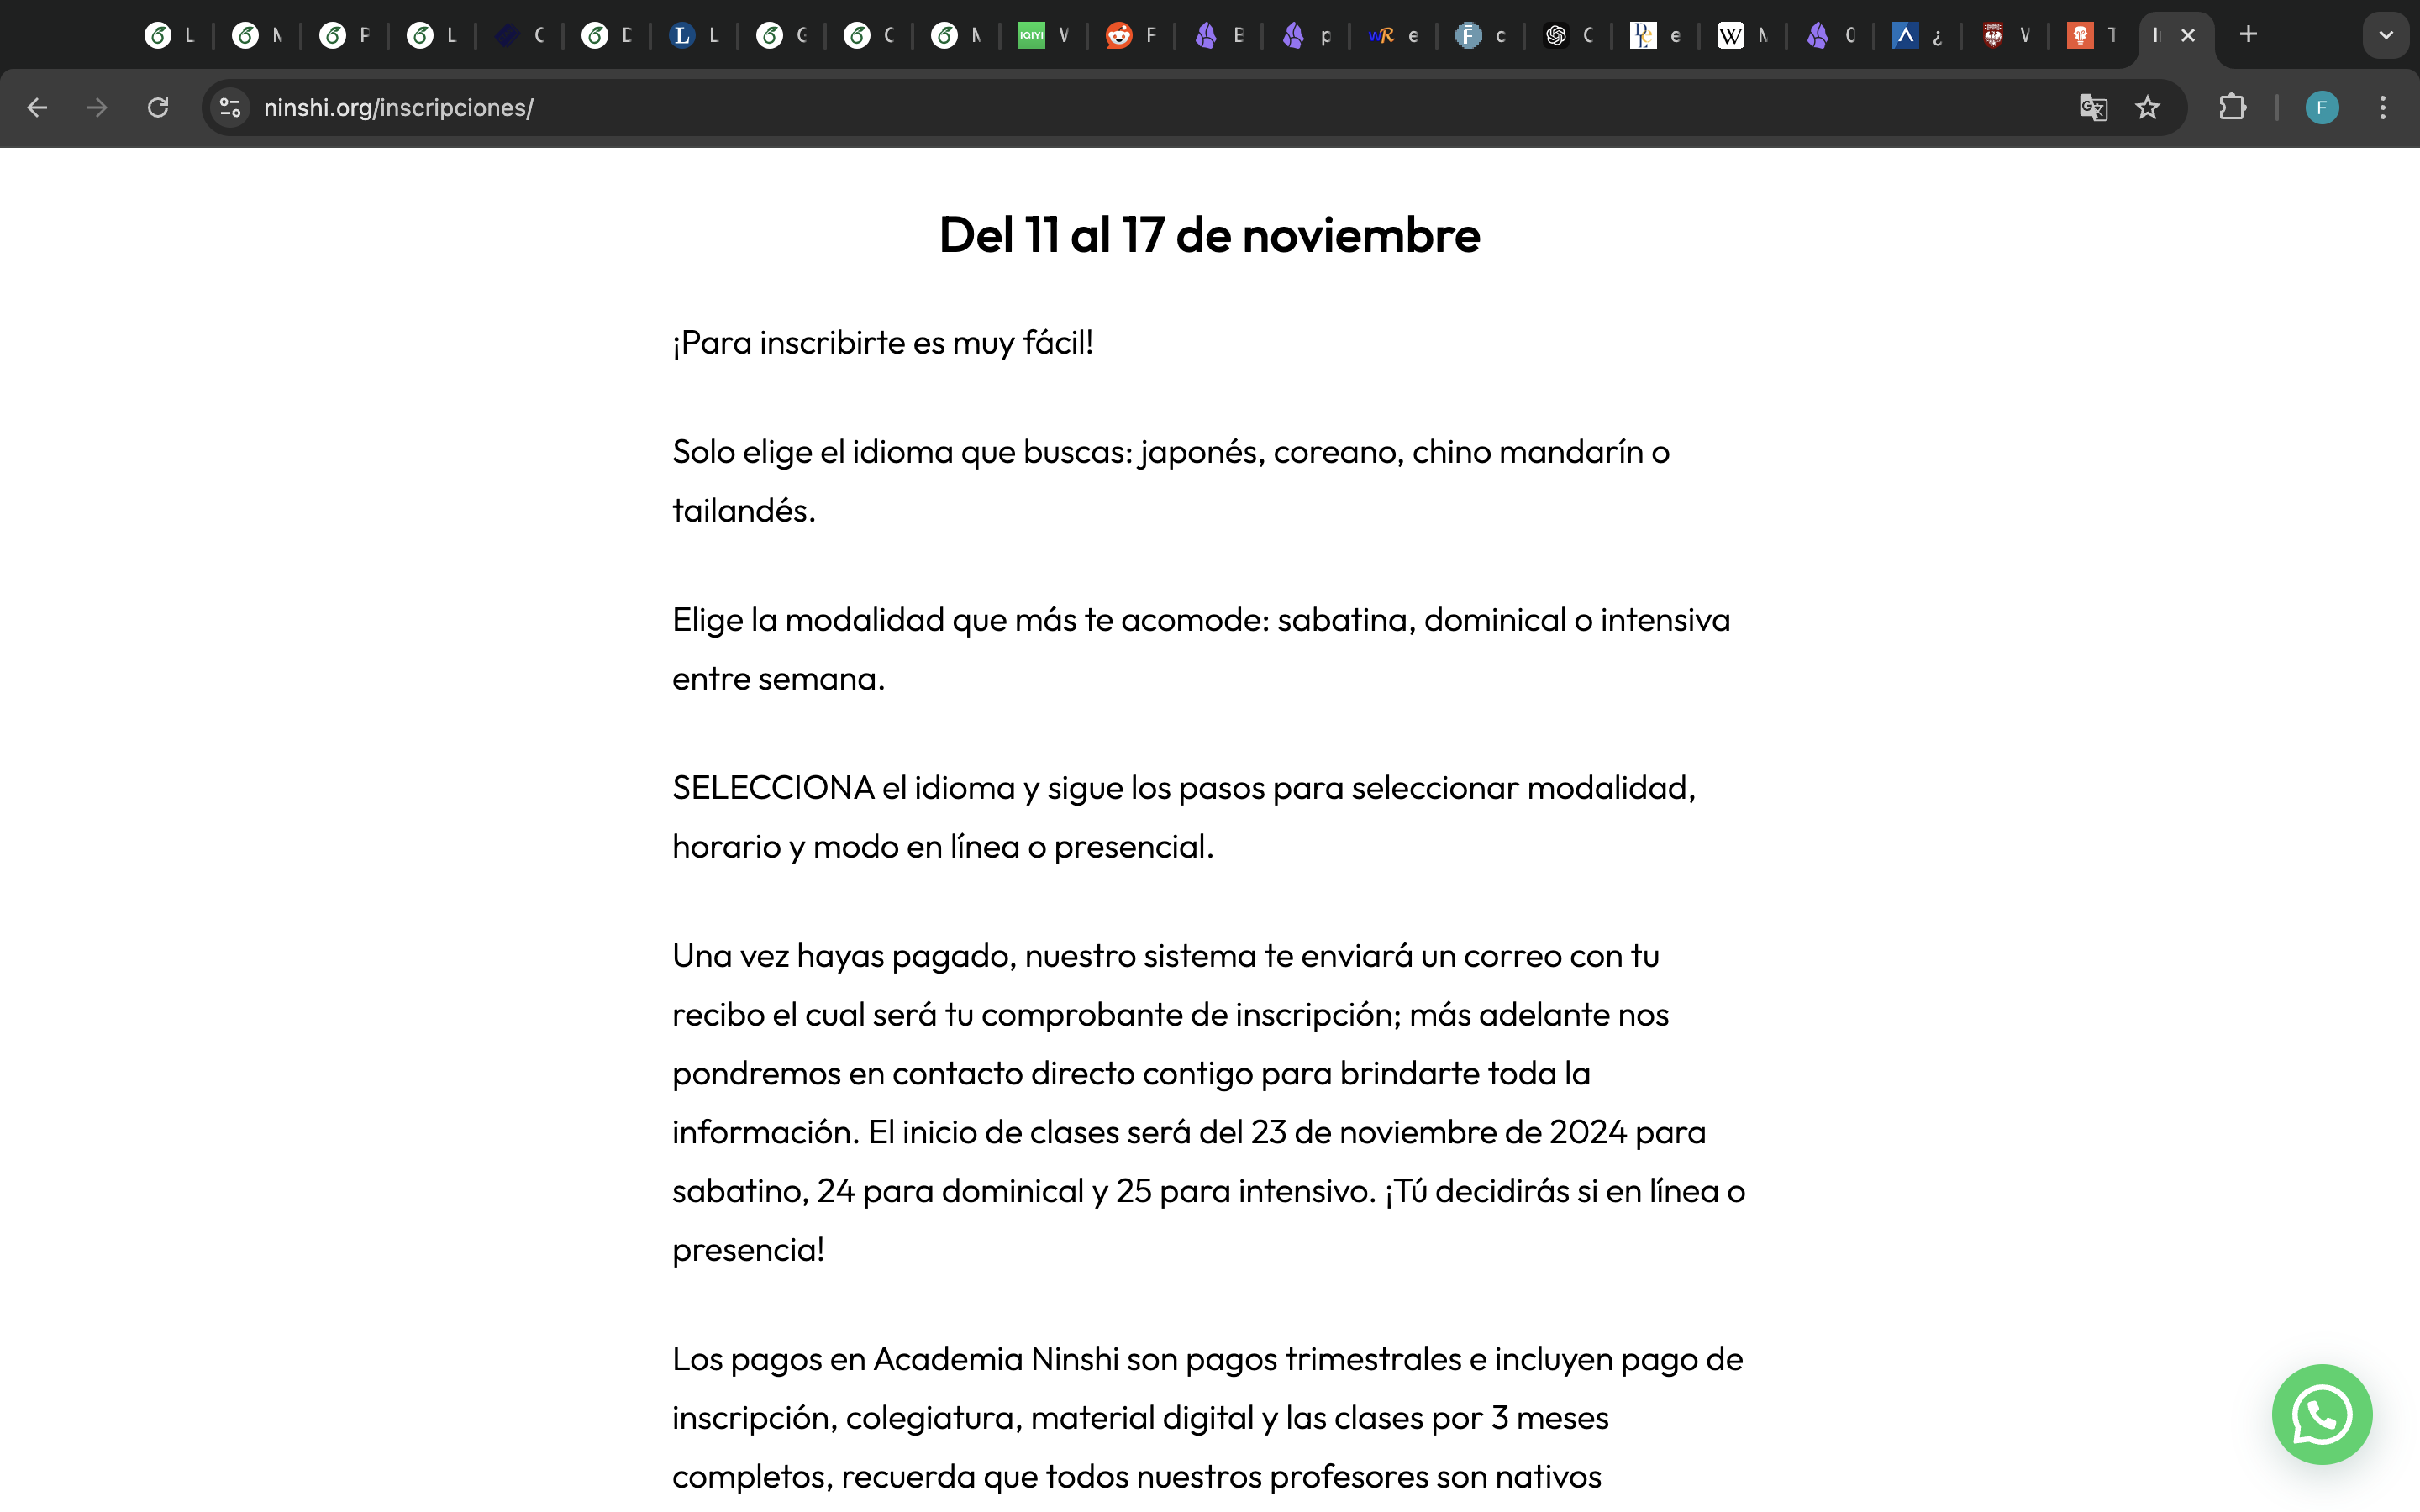 L M P L C D L G C M iQIYI V F B p WR e F c C DLC e W M C ¿ V T I
ninshi.org/inscripciones/
F
Del 11 al 17 de noviembre
¡Para inscribirte es muy fácil!
Solo elige el idioma que buscas: japonés, coreano, chino mandarín o
tailandés.
Elige la modalidad que más te acomode: sabatina, dominical o intensiva
entre semana.
SELECCIONA el idioma y sigue los pasos para seleccionar modalidad,
horario y modo en línea o presencial.
Una vez hayas pagado, nuestro sistema te enviará un correo con tu
recibo el cual será tu comprobante de inscripción; más adelante nos
pondremos en contacto directo contigo para brindarte toda la
información. El inicio de clases será del 23 de noviembre de 2024 para
sabatino, 24 para dominical y 25 para intensivo. ¡Tú decidirás si en línea o
presencia!
Los pagos en Academia Ninshi son pagos trimestrales e incluyen pago de
inscripción, colegiatura, material digital y las clases por 3 meses
completos, recuerda que todos nuestros profesores son nativos